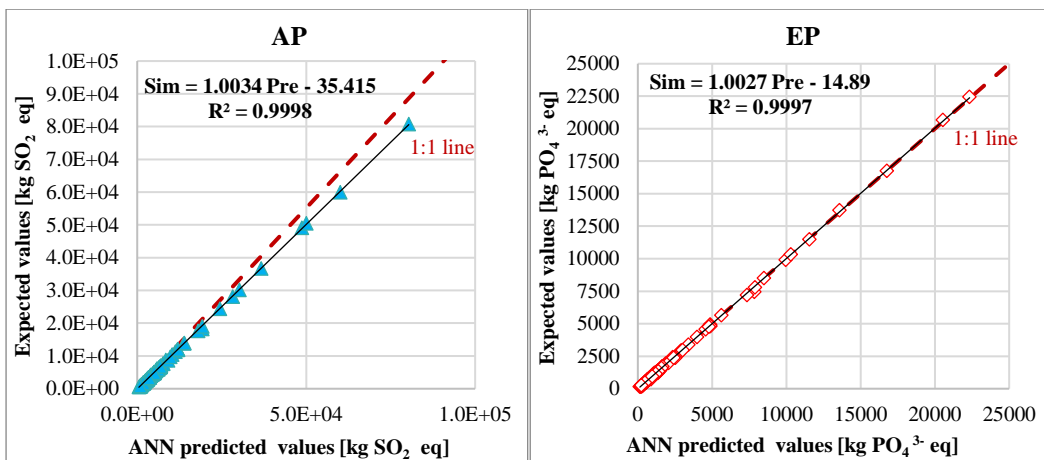 AP
Sim = 1.0034 Pre - 35.415
R² = 0.9998
1:1 line
Expected values [kg SO₂ eq]
1.0E+05
9.0E+04
8.0E+04
7.0E+04
6.0E+04
5.0E+04
4.0E+04
3.0E+04
2.0E+04
1.0E+04
0.0E+00
0.0E+00 5.0E+04 1.0E+05
ANN predicted values [kg SO₂ eq]
EP
Sim = 1.0027 Pre - 14.89
R² = 0.9997
1:1 line
Expected values [kg PO₄³⁻ eq]
25000
22500
20000
17500
15000
12500
10000
7500
5000
2500
0
0 5000 10000 15000 20000 25000
ANN predicted values [kg PO₄³⁻ eq]